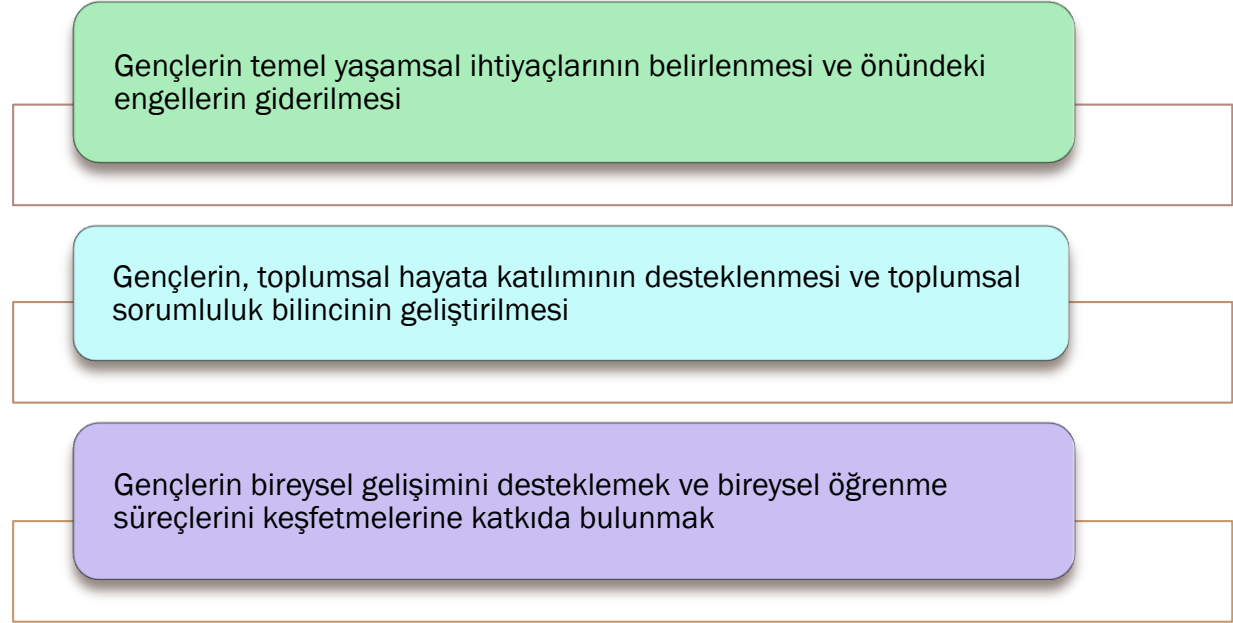 Gençlerin temel yaşamsal ihtiyaçlarının belirlenmesi ve önündeki
engellerin giderilmesi
Gençlerin, toplumsal hayata katılımının desteklenmesi ve toplumsal
sorumluluk bilincinin geliştirilmesi
Gençlerin bireysel gelişimini desteklemek ve bireysel öğrenme
süreçlerini keşfetmelerine katkıda bulunmak